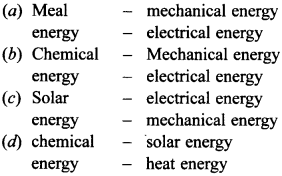 (a) Meal – mechanical energy
energy – electrical energy
(b) Chemical – Mechanical energy
energy – electrical energy
(c) Solar – electrical energy
energy – mechanical energy
(d) chemical – solar energy
energy – heat energy